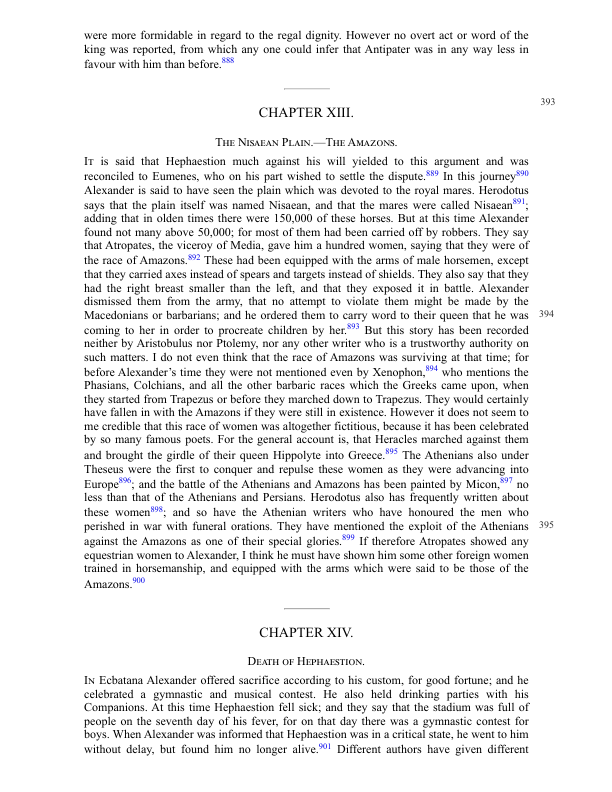 were more formidable in regard to the regal dignity. However no overt act or word of the
king was reported, from which any one could infer that Antipater was in any way less in
favour with him than before.888
393
CHAPTER XIII.
The Nisaean Plain.—The Amazons.
It is said that Hephaestion much against his will yielded to this argument and was
reconciled to Eumenes, who on his part wished to settle the dispute.889 In this journey890
Alexander is said to have seen the plain which was devoted to the royal mares. Herodotus
says that the plain itself was named Nisaean, and that the mares were called Nisaean891;
adding that in olden times there were 150,000 of these horses. But at this time Alexander
found not many above 50,000; for most of them had been carried off by robbers. They say
that Atropates, the viceroy of Media, gave him a hundred women, saying that they were of
the race of Amazons.892 These had been equipped with the arms of male horsemen, except
that they carried axes instead of spears and targets instead of shields. They also say that they
had the right breast smaller than the left, and that they exposed it in battle. Alexander
dismissed them from the army, that no attempt to violate them might be made by the
Macedonians or barbarians; and he ordered them to carry word to their queen that he was 394
coming to her in order to procreate children by her.893 But this story has been recorded
neither by Aristobulus nor Ptolemy, nor any other writer who is a trustworthy authority on
such matters. I do not even think that the race of Amazons was surviving at that time; for
before Alexander's time they were not mentioned even by Xenophon,894 who mentions the
Phasians, Colchians, and all the other barbaric races which the Greeks came upon, when
they started from Trapezus or before they marched down to Trapezus. They would certainly
have fallen in with the Amazons if they were still in existence. However it does not seem to
me credible that this race of women was altogether fictitious, because it has been celebrated
by so many famous poets. For the general account is, that Heracles marched against them
and brought the girdle of their queen Hippolyte into Greece.895 The Athenians also under
Theseus were the first to conquer and repulse these women as they were advancing into
Europe896; and the battle of the Athenians and Amazons has been painted by Micon,897 no
less than that of the Athenians and Persians. Herodotus also has frequently written about
these women898; and so have the Athenian writers who have honoured the men who
perished in war with funeral orations. They have mentioned the exploit of the Athenians 395
against the Amazons as one of their special glories.899 If therefore Atropates showed any
equestrian women to Alexander, I think he must have shown him some other foreign women
trained in horsemanship, and equipped with the arms which were said to be those of the
Amazons.900
CHAPTER XIV.
Death of Hephaestion.
In Ecbatana Alexander offered sacrifice according to his custom, for good fortune; and he
celebrated a gymnastic and musical contest. He also held drinking parties with his
Companions. At this time Hephaestion fell sick; and they say that the stadium was full of
people on the seventh day of his fever, for on that day there was a gymnastic contest for
boys. When Alexander was informed that Hephaestion was in a critical state, he went to him
without delay, but found him no longer alive.901 Different authors have given different